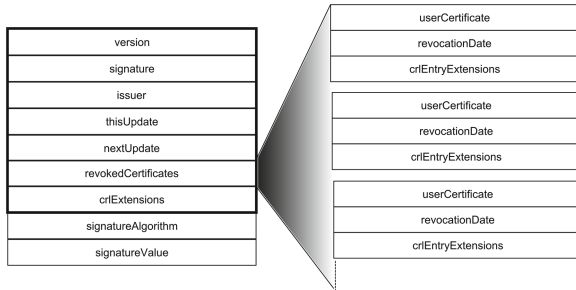 version
signature
issuer
thisUpdate
nextUpdate
revokedCertificates
crlExtensions
signatureAlgorithm
signatureValue
userCertificate
revocationDate
crlEntryExtensions
userCertificate
revocationDate
crlEntryExtensions
userCertificate
revocationDate
crlEntryExtensions